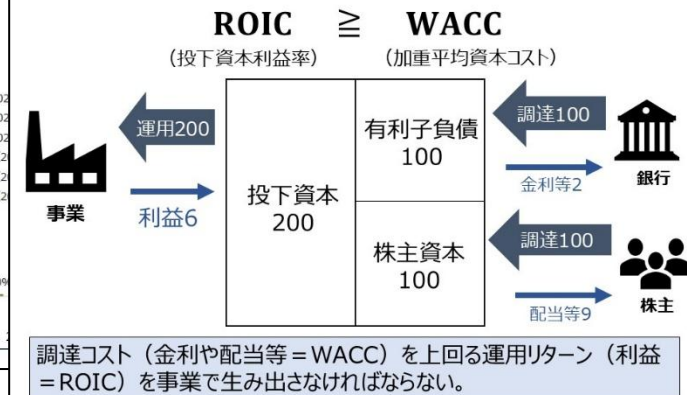 ROIC ≧ WACC
（投下資本利益率） （加重平均資本コスト）
運用200
事業
利益6
投下資本
200
有利子負債
100
株主資本
100
調達100
金利等2
銀行
調達100
配当等9
株主
調達コスト（金利や配当等＝WACC）を上回る運用リターン（利益
＝ROIC）を事業で生み出さなければならない。